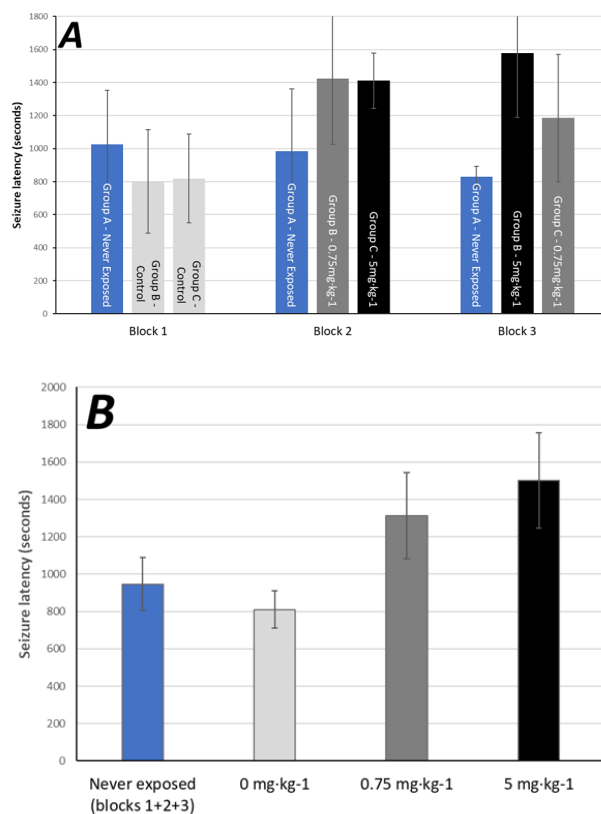 A
Seizure latency (seconds)
1800
1600
1400
1200
1000
800
600
400
200
0
Group A - Never Exposed
Group B -
Control
Group C -
Control
Group A - Never Exposed
Group B - 0.75mg·kg-1
Group C - 5mg·kg-1
Group A - Never Exposed
Group B - 5mg·kg-1
Group C - 0.75mg·kg-1
Block 1
Block 2
Block 3
B
Seizure latency (seconds)
2000
1800
1600
1400
1200
1000
800
600
400
200
0
Never exposed
(blocks 1+2+3)
0 mg·kg-1
0.75 mg·kg-1
5 mg·kg-1